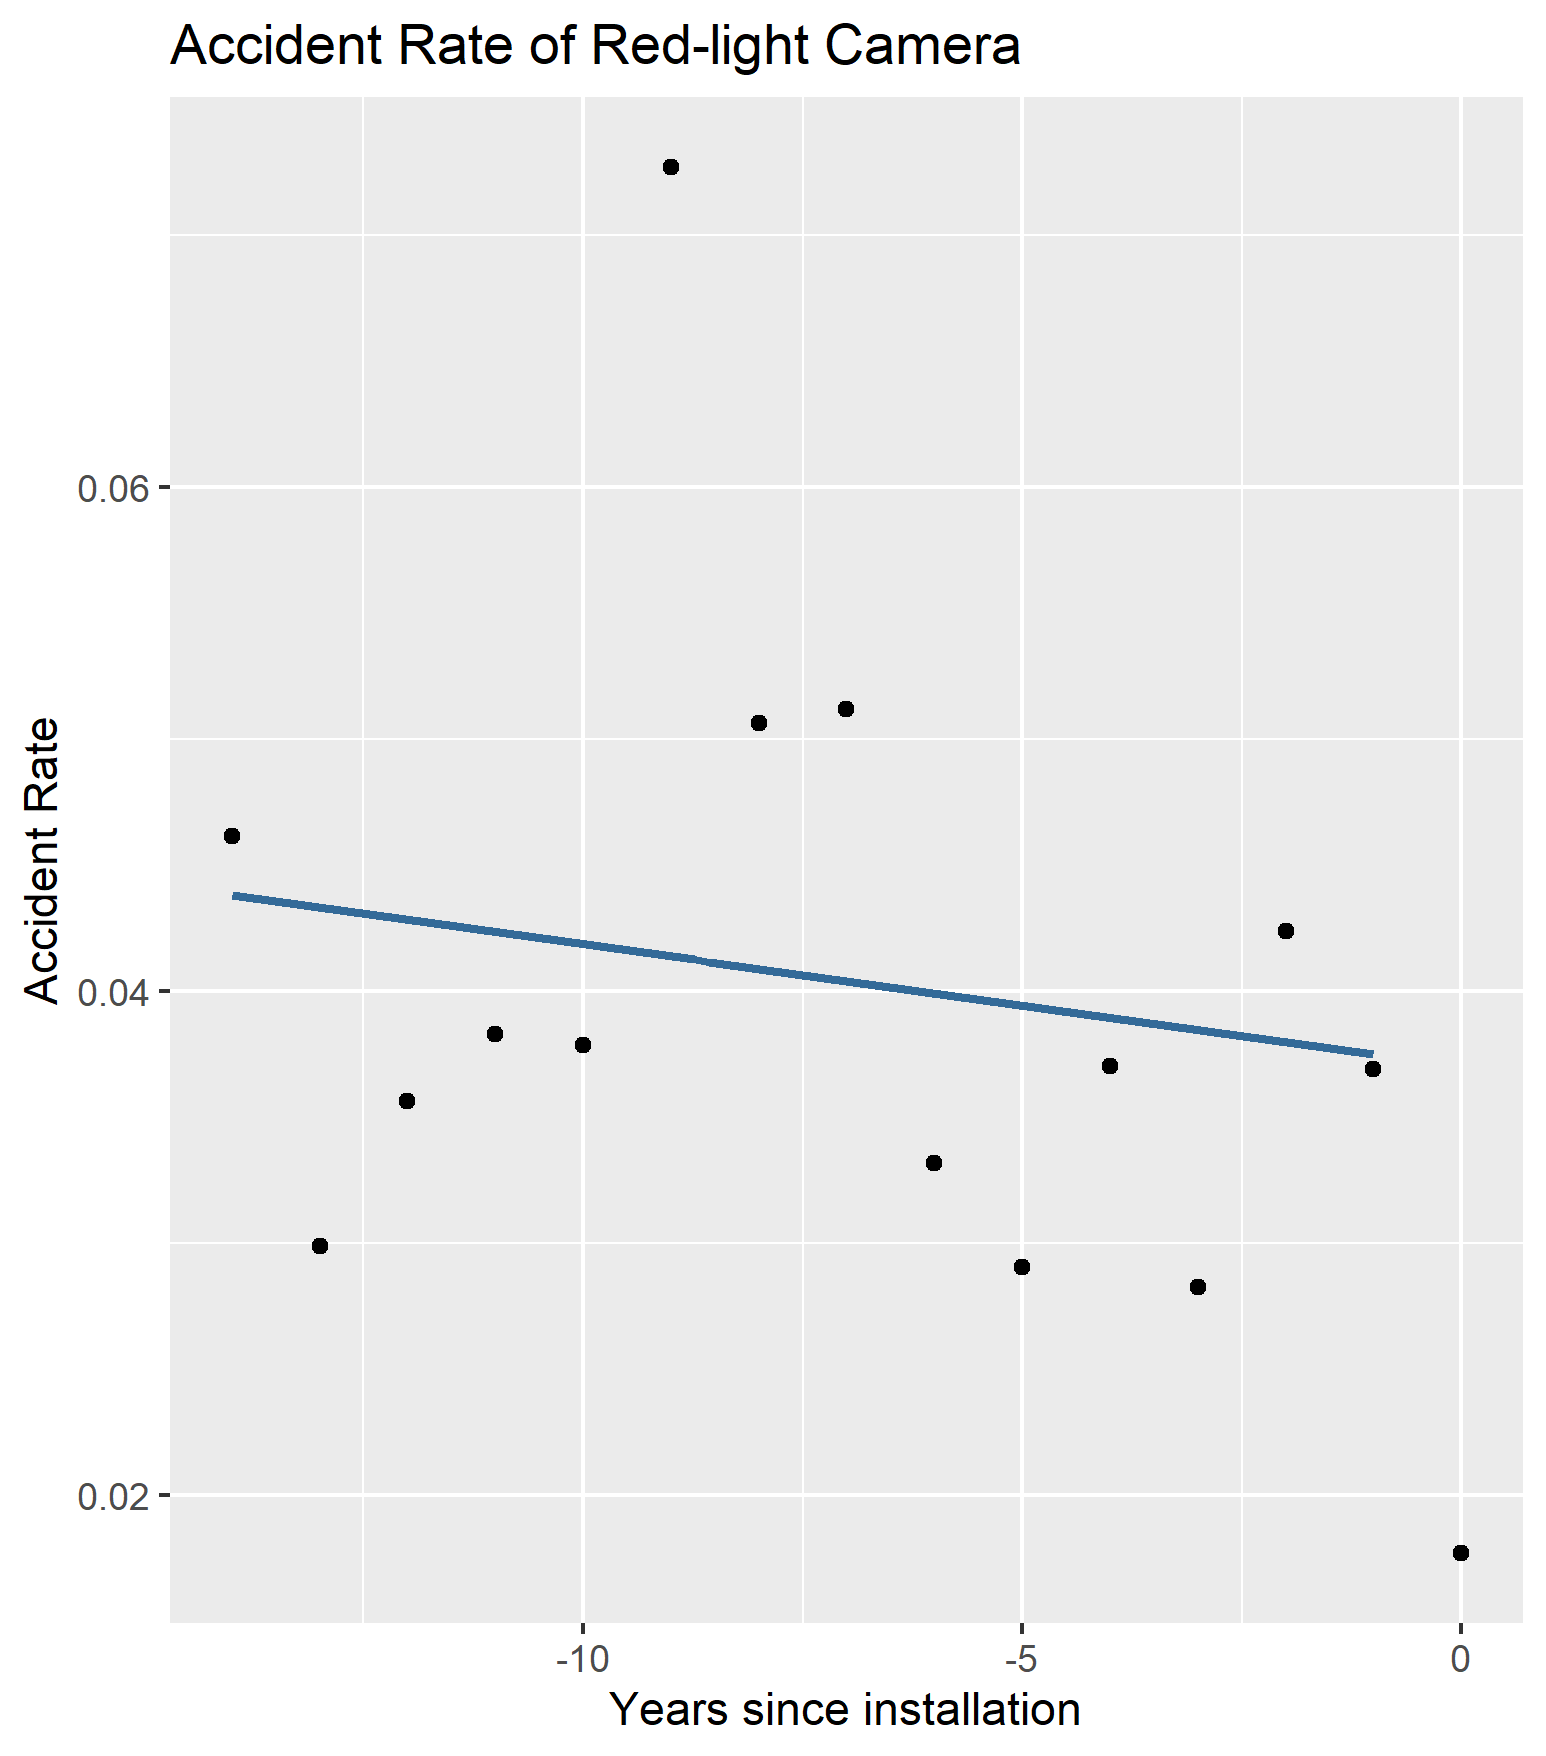 Accident Rate of Red-light Camera
Accident Rate
0.06
0.04
0.02
-10
-5
0
Years since installation